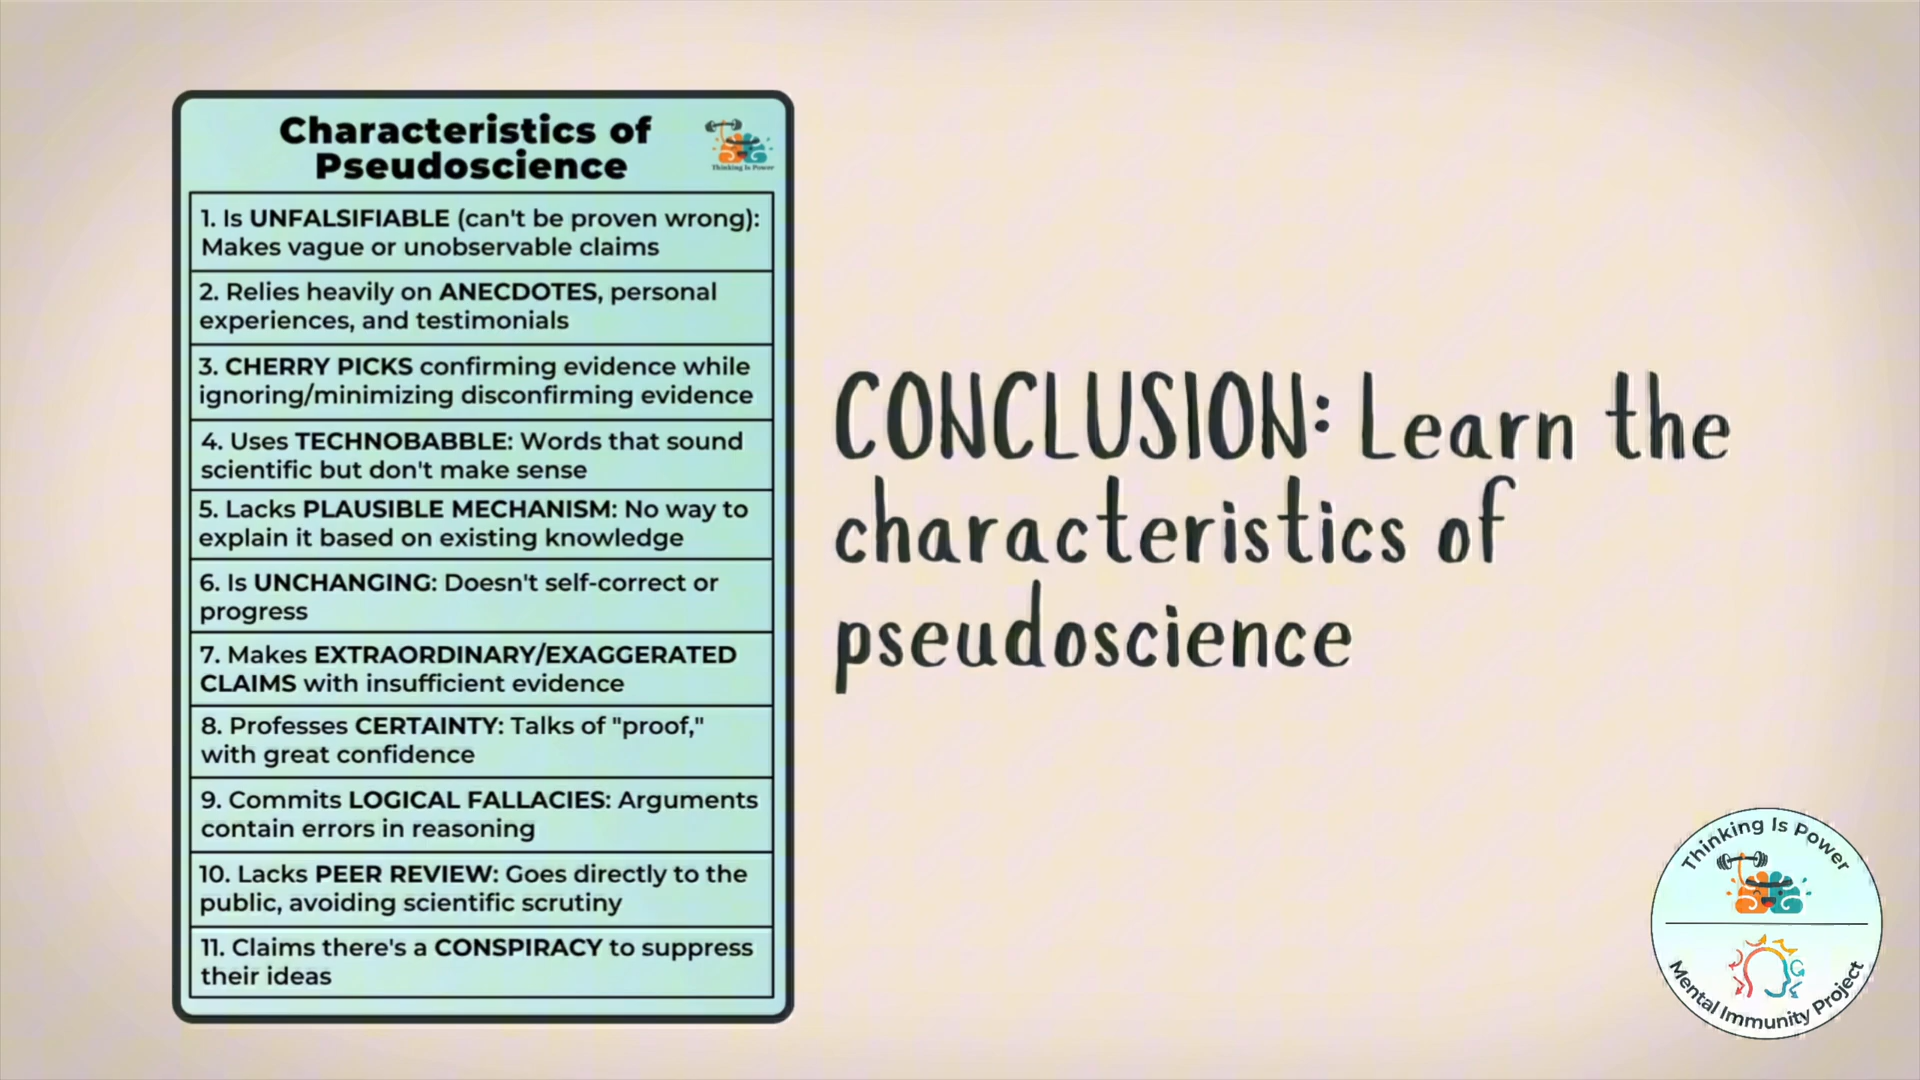 Characteristics of
Pseudoscience
Thinking Is Power
1. Is UNFALSIFIABLE (can't be proven wrong):
Makes vague or unobservable claims
2. Relies heavily on ANECDOTES, personal
experiences, and testimonials
3. CHERRY PICKS confirming evidence while
ignoring/minimizing disconfirming evidence
4. Uses TECHNOBABBLE: Words that sound
scientific but don't make sense
5. Lacks PLAUSIBLE MECHANISM: No way to
explain it based on existing knowledge
6. Is UNCHANGING: Doesn't self-correct or
progress
7. Makes EXTRAORDINARY/EXAGGERATED
CLAIMS with insufficient evidence
8. Professes CERTAINTY: Talks of "proof,"
with great confidence
9. Commits LOGICAL FALLACIES: Arguments
contain errors in reasoning
10. Lacks PEER REVIEW: Goes directly to the
public, avoiding scientific scrutiny
11. Claims there's a CONSPIRACY to suppress
their ideas
CONCLUSION: Learn the
characteristics of
pseudoscience
Thinking Is Power
Mental Immunity Project